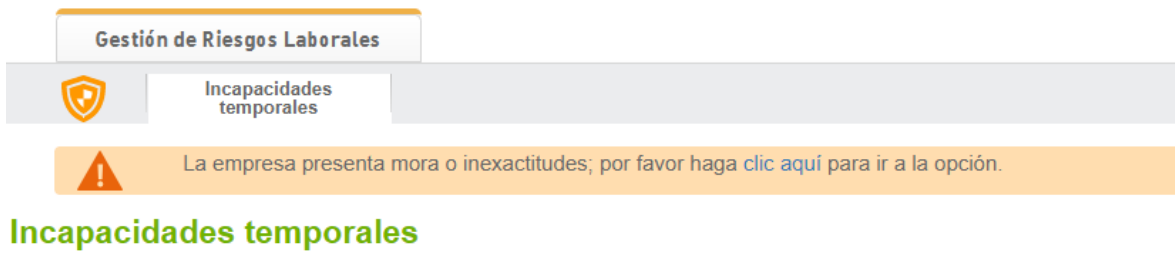 Gestión de Riesgos Laborales
Incapacidades
temporales
La empresa presenta mora o inexactitudes; por favor haga clic aquí para ir a la opción.
Incapacidades temporales